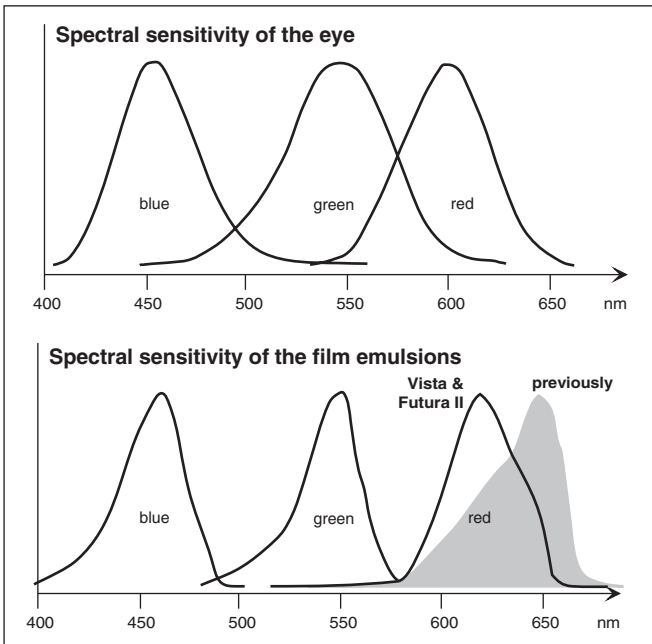 Spectral sensitivity of the eye
blue
green
red
400 450 500 550 600 650 nm
Spectral sensitivity of the film emulsions
Vista &
Futura II
previously
blue
green
red
400 450 500 550 600 650 nm